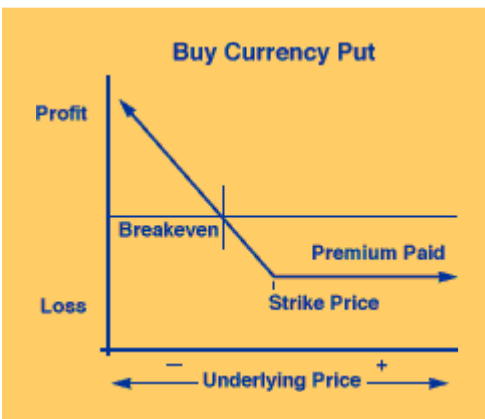 Buy Currency Put
Profit
Breakeven
Premium Paid
Loss
Strike Price
— +
Underlying Price